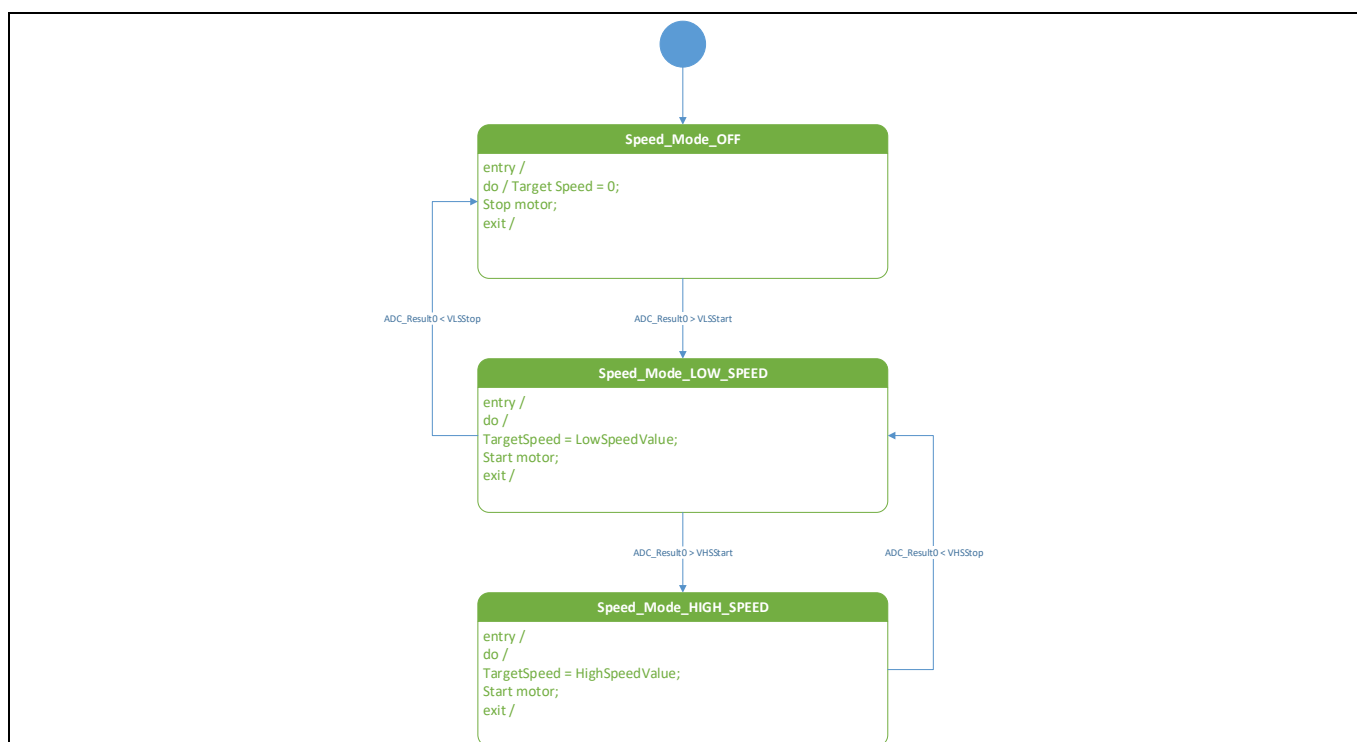 Speed_Mode_OFF
entry /
do / Target Speed = 0;
Stop motor;
exit /
ADC_Result0 < VLSStop
ADC_Result0 > VLSStart
Speed_Mode_LOW_SPEED
entry /
do /
TargetSpeed = LowSpeedValue;
Start motor;
exit /
ADC_Result0 > VHSStart
ADC_Result0 < VHSStop
Speed_Mode_HIGH_SPEED
entry /
do /
TargetSpeed = HighSpeedValue;
Start motor;
exit /